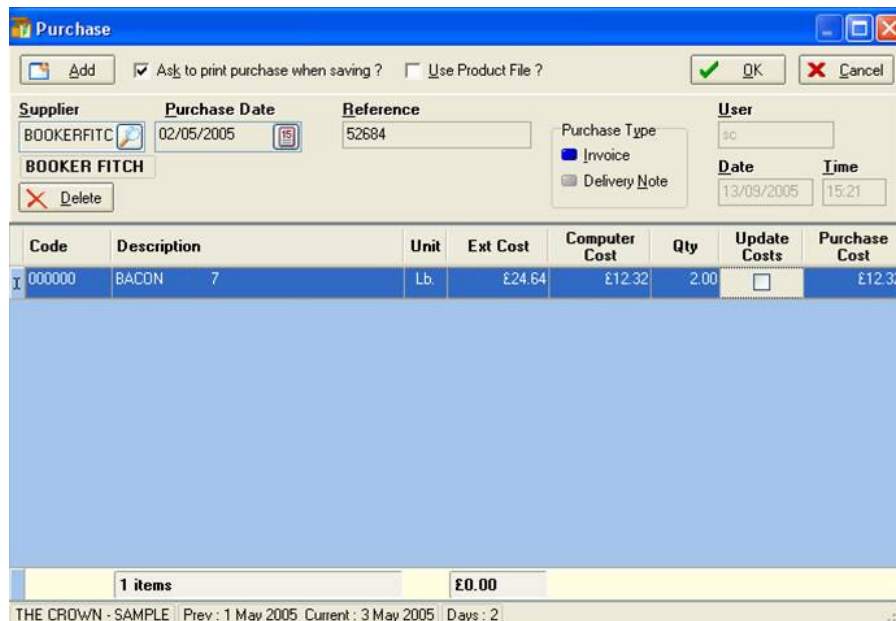 Purchase
Add Ask to print purchase when saving ? Use Product File ? OK Cancel
Supplier Purchase Date Reference User
BOOKERFITC 02/05/2005 15 52684 Purchase Type sc
BOOKER FITCH Invoice Date Time
Delete Delivery Note 13/09/2005 15:21
Code Description Unit Ext Cost Computer Cost Qty Update Costs Purchase Cost
000000 BACON 7 Lb. £24.64 £12.32 2.00 £12.32
1 items £0.00
THE CROWN - SAMPLE Prev : 1 May 2005 Current : 3 May 2005 Days : 2